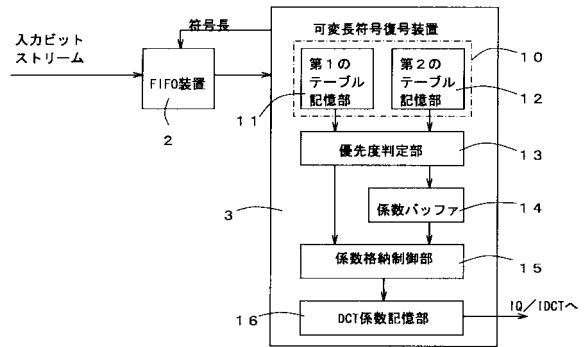 符号長
可変長符号復号装置
入力ビット
ストリーム
FIFO装置
2
第1の
テーブル
記憶部
11
第2の
テーブル
記憶部
12
10
優先度判定部
13
3
係数バッファ
14
係数格納制御部
15
DCT係数記憶部
16
IQ/IDCTへ